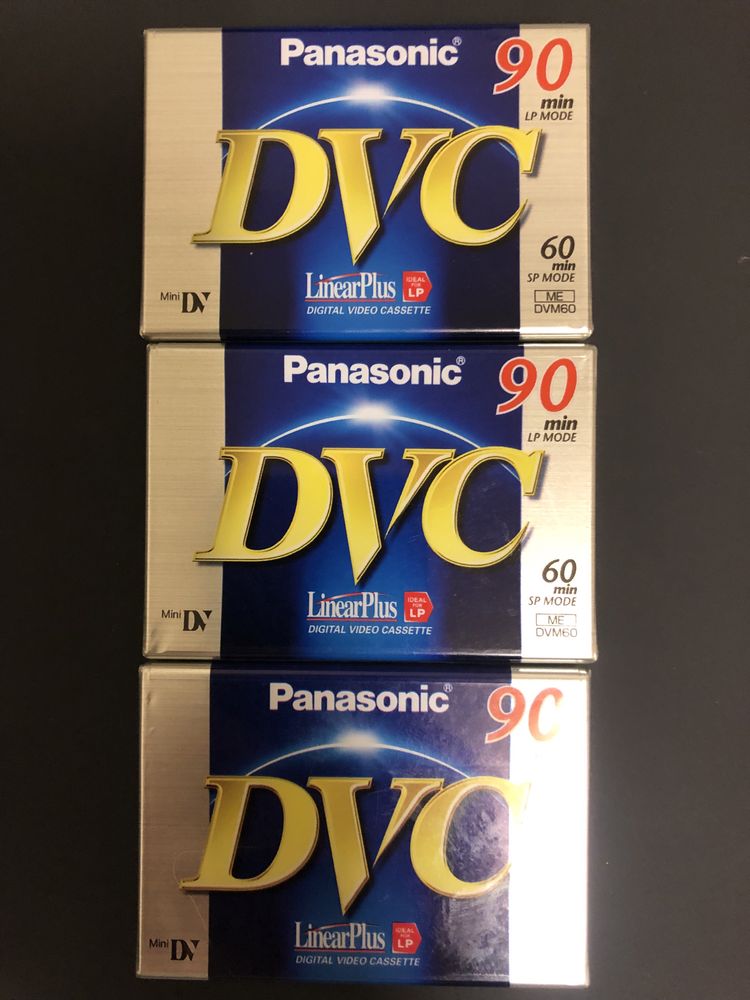 Panasonic®
90
min
LP MODE
DVC
60
min
SP MODE
LinearPlus
IDEAL
FOR
LP
Mini DV
ME
DIGITAL VIDEO CASSETTE
DVM60
Panasonic®
90
min
LP MODE
DVC
60
min
SP MODE
LinearPlus
IDEAL
FOR
LP
Mini DV
ME
DIGITAL VIDEO CASSETTE
DVM60
Panasonic®
90
DVC
LinearPlus
IDEAL
FOR
LP
Mini DV
DIGITAL VIDEO CASSETTE